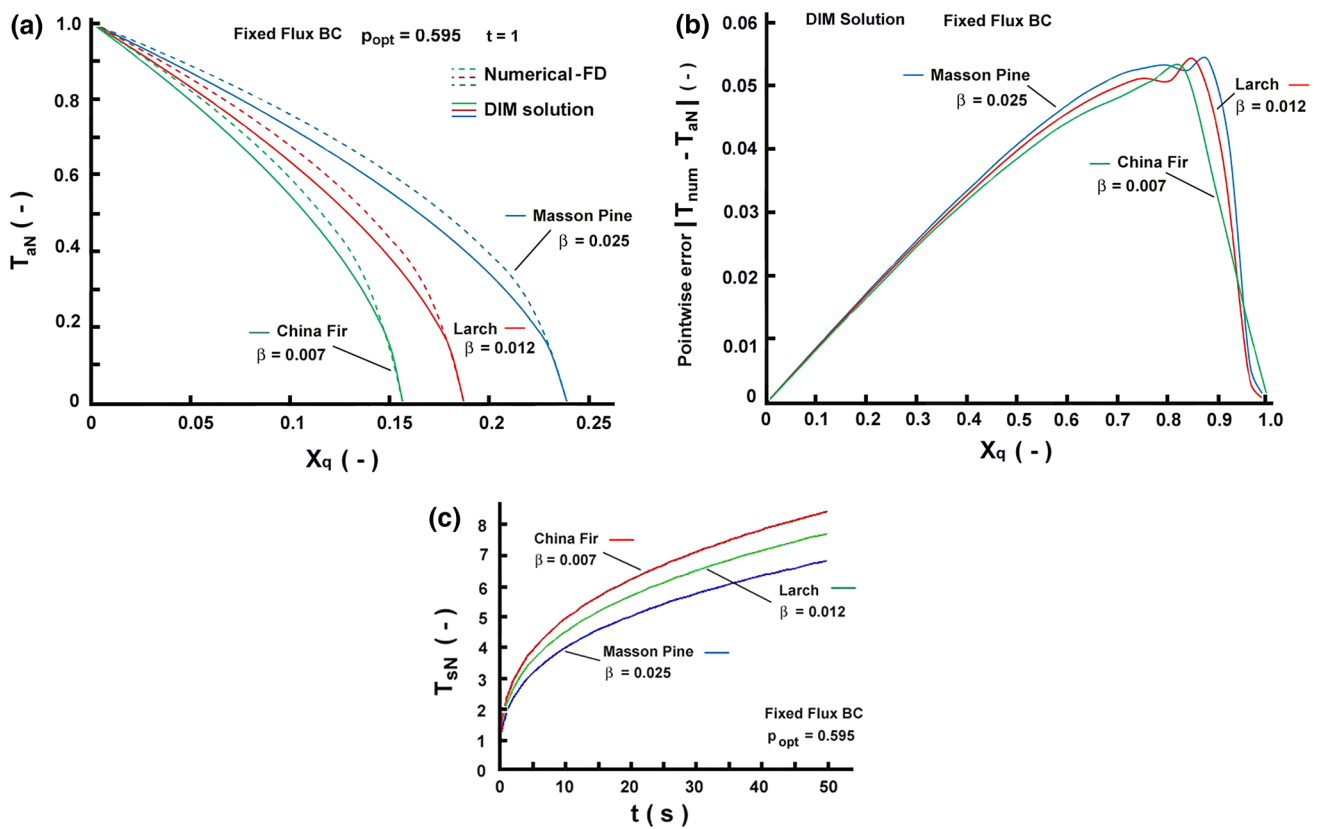 (a)
Fixed Flux BC p_opt = 0.595 t = 1
Numerical-FD
DIM solution
Masson Pine
β = 0.025
Larch
β = 0.012
China Fir
β = 0.007
T_aN ( - )
1.0
0.8
0.6
0.4
0.2
0
0 0.05 0.1 0.15 0.2 0.25
X_q ( - )
(b)
DIM Solution Fixed Flux BC
Masson Pine
β = 0.025
Larch
β = 0.012
China Fir
β = 0.007
Pointwise error |T_num - T_aN| ( - )
0.06
0.05
0.04
0.03
0.02
0.01
0
0 0.1 0.2 0.3 0.4 0.5 0.6 0.7 0.8 0.9 1.0
X_q ( - )
(c)
China Fir
β = 0.007
Larch
β = 0.012
Masson Pine
β = 0.025
Fixed Flux BC
p_opt = 0.595
T_sN ( - )
8
7
6
5
4
3
2
1
0
0 10 20 30 40 50
t ( s )